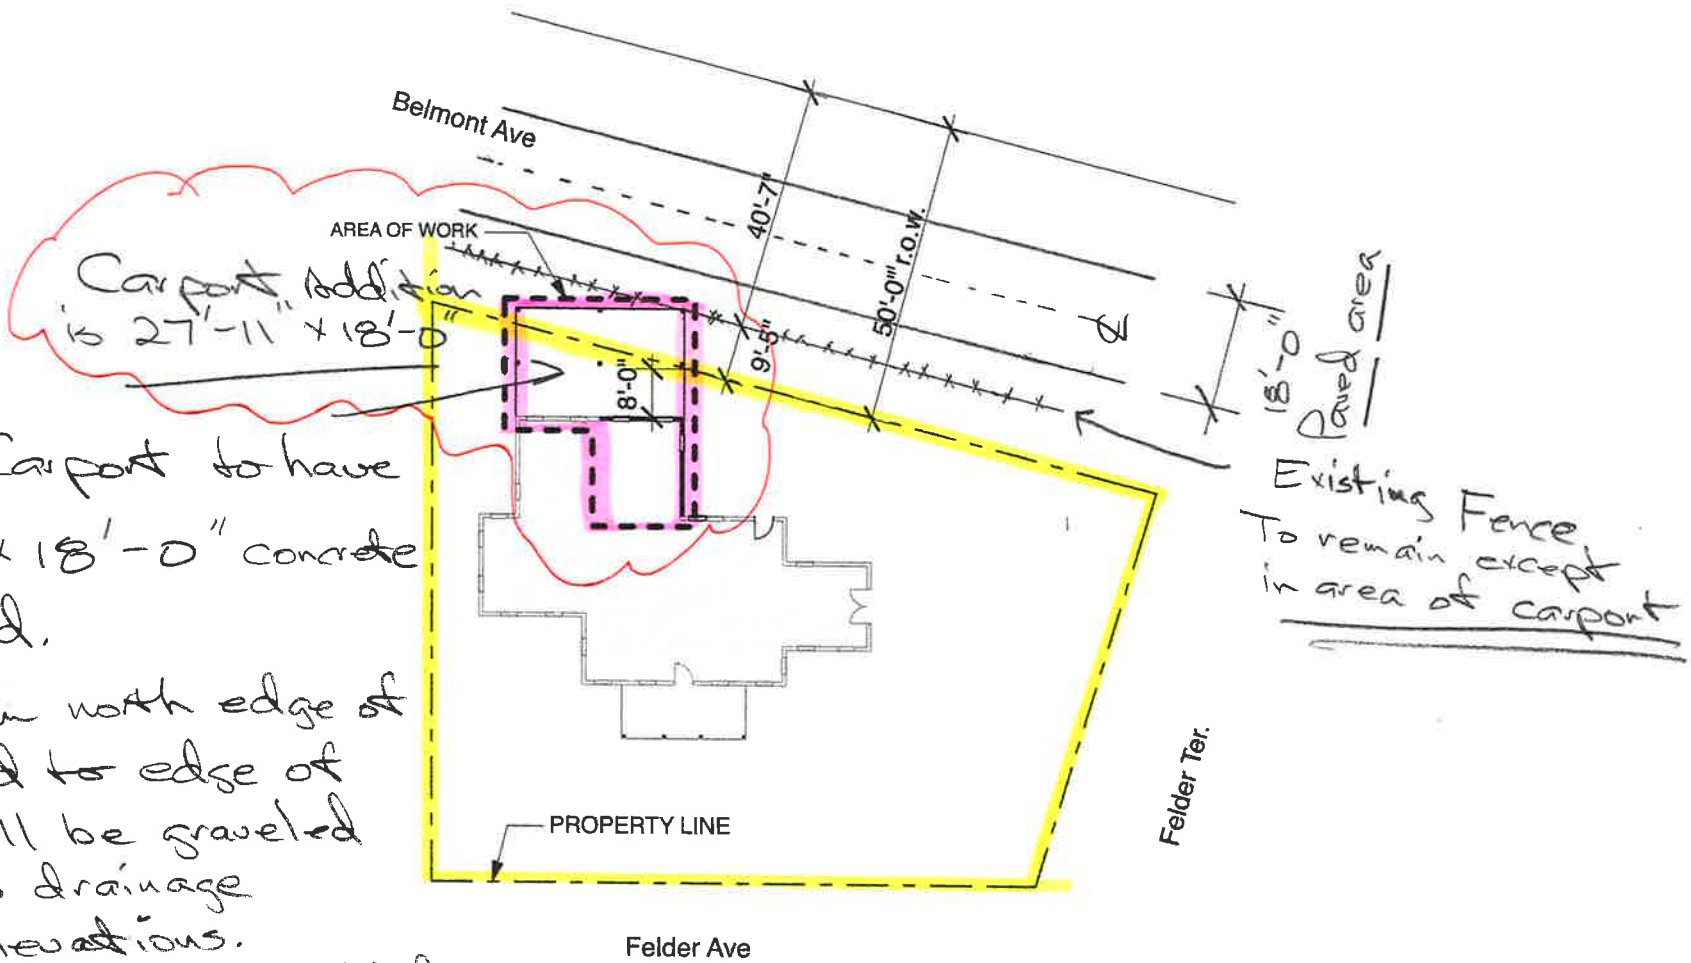 Belmont Ave
AREA OF WORK
Carport Addition
is 27'-11" x 18'-0"
40'-7"
50'-0"' r.o.w.
9'-5"
8'-0"
18'-0"
Paved area
Carport to have
x 18'-0" concrete
north edge of
to edge of
be graveled
drainage
Existing Fence
To remain except
in area of carport
PROPERTY LINE
Felder Ter.
Felder Ave